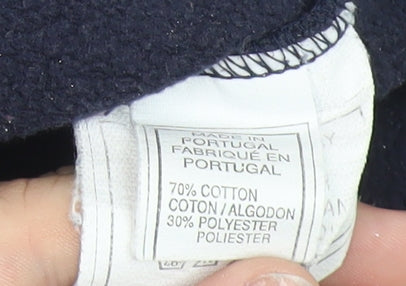 MADE IN
PORTUGAL
FABRIQUÉ EN
PORTUGAL
70% COTTON
COTON / ALGODON
30% POLYESTER
POLIESTER